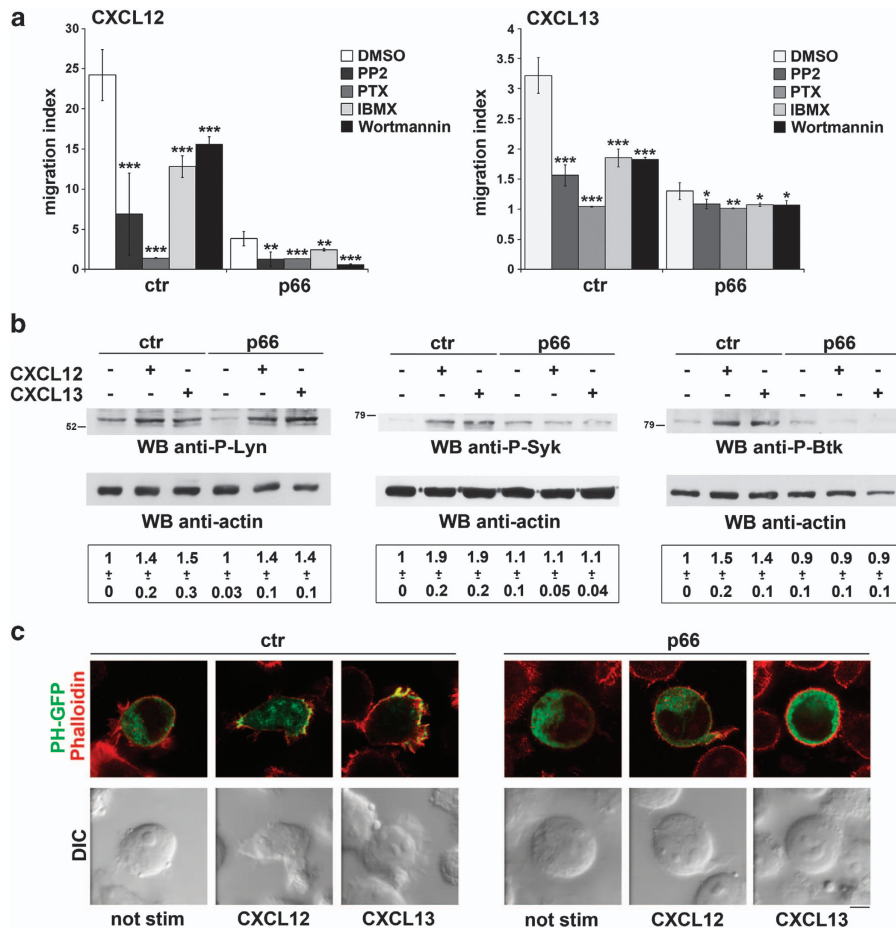 a
CXCL12
30
25
20
15
10
5
0
migration index
DMSO
PP2
PTX
IBMX
Wortmannin
***
***
***
***
**
***
**
***
ctr
p66
CXCL13
4
3.5
3
2.5
2
1.5
1
0.5
0
migration index
DMSO
PP2
PTX
IBMX
Wortmannin
***
***
***
***
*
**
*
*
ctr
p66
b
ctr p66
CXCL12 - + - - + -
CXCL13 - - + - - +
52
WB anti-P-Lyn
WB anti-actin
1 1.4 1.5 1 1.4 1.4
± ± ± ± ± ±
0 0.2 0.3 0.03 0.1 0.1
ctr p66
- + - - + -
- - + - - +
79
WB anti-P-Syk
WB anti-actin
1 1.9 1.9 1.1 1.1 1.1
± ± ± ± ± ±
0 0.2 0.2 0.1 0.05 0.04
ctr p66
- + - - + -
- - + - - +
79
WB anti-P-Btk
WB anti-actin
1 1.5 1.4 0.9 0.9 0.9
± ± ± ± ± ±
0 0.2 0.1 0.1 0.1 0.1
c
ctr
p66
PH-GFP
Phalloidin
DIC
not stim CXCL12 CXCL13
not stim CXCL12 CXCL13